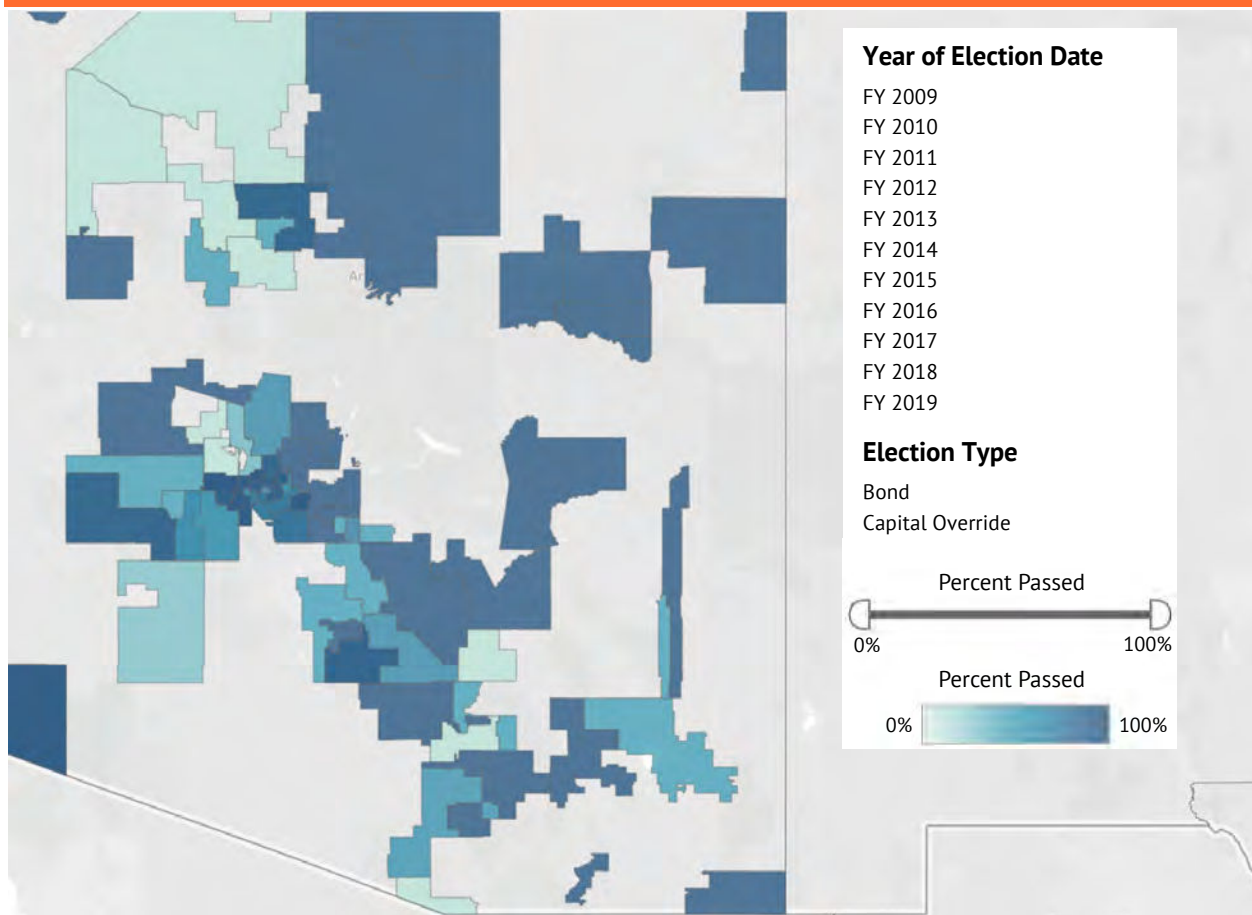 Year of Election Date
FY 2009
FY 2010
FY 2011
FY 2012
FY 2013
FY 2014
FY 2015
FY 2016
FY 2017
FY 2018
FY 2019
Election Type
Bond
Capital Override
Percent Passed
0% 100%
Percent Passed
0% 100%